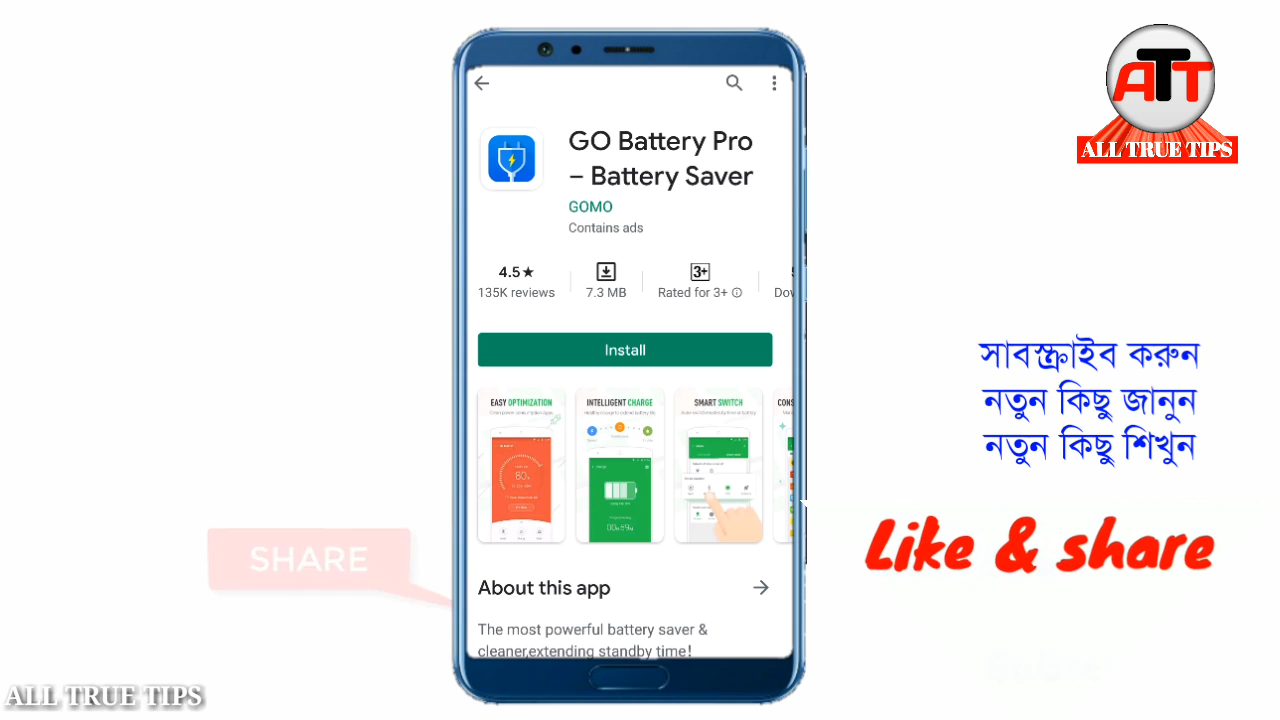 ATT
ALL TRUE TIPS
GO Battery Pro
– Battery Saver
GOMO
Contains ads
4.5★
3+
135K reviews
7.3 MB
Rated for 3+
Install
EASY OPTIMIZATION
INTELLIGENT CHARGE
SMART SWITCH
About this app
The most powerful battery saver &
cleaner,extending standby time!
সাবস্ক্রাইব করুন
নতুন কিছু জানুন
নতুন কিছু শিখুন
Like & share
SHARE
ALL TRUE TIPS